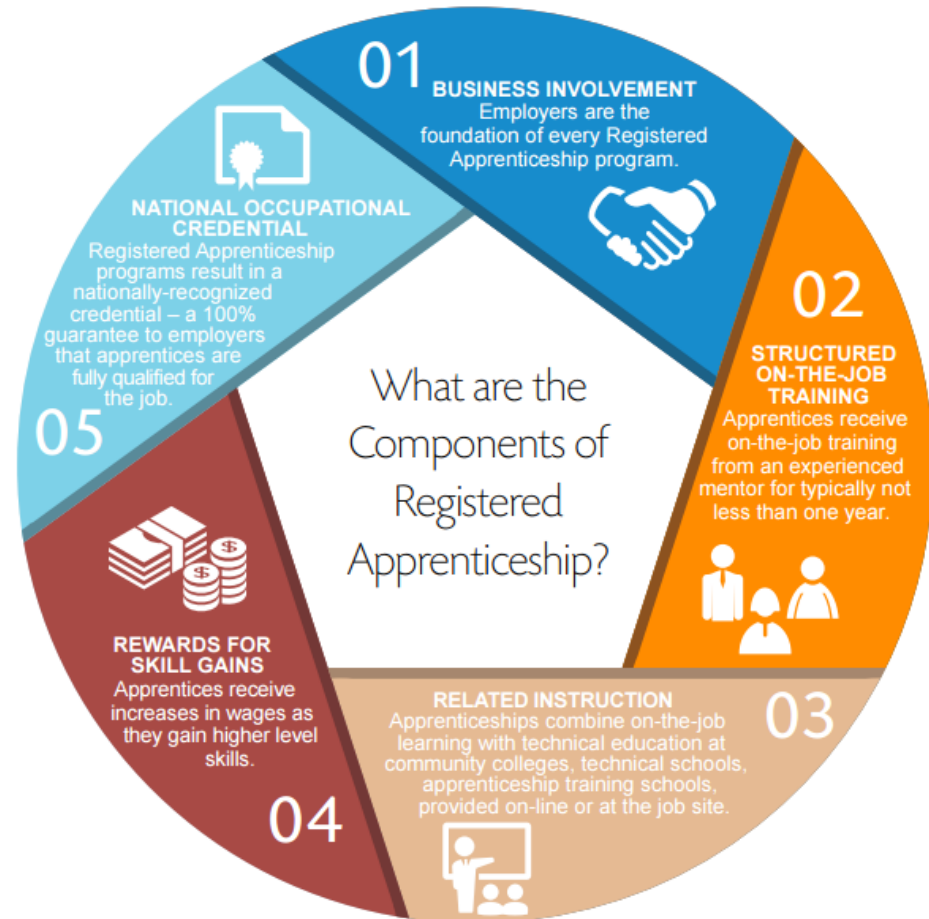 01
BUSINESS INVOLVEMENT
Employers are the
foundation of every Registered
Apprenticeship program.
02
STRUCTURED
ON-THE-JOB
TRAINING
Apprentices receive
on-the-job training
from an experienced
mentor for typically not
less than one year.
03
RELATED INSTRUCTION
Apprenticeships combine on-the-job
learning with technical education at
community colleges, technical schools,
apprenticeship training schools,
provided on-line or at the job site.
04
REWARDS FOR
SKILL GAINS
Apprentices receive
increases in wages as
they gain higher level
skills.
$
$
05
NATIONAL OCCUPATIONAL
CREDENTIAL
Registered Apprenticeship
programs result in a
nationally-recognized
credential – a 100%
guarantee to employers
that apprentices are
fully qualified for
the job.
What are the
Components of
Registered
Apprenticeship?